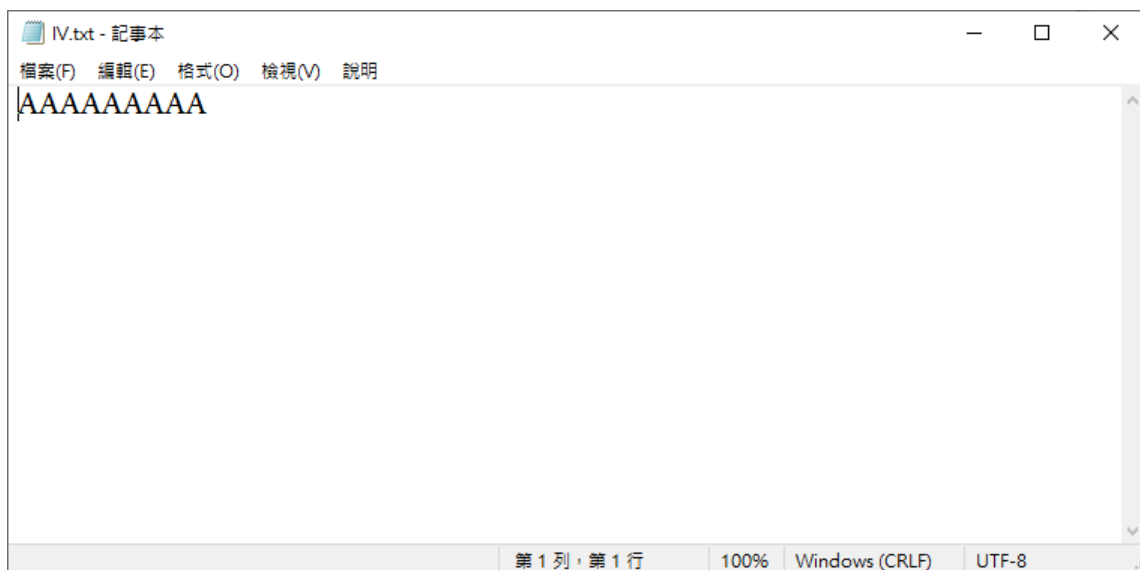 IV.txt - 記事本
檔案(F) 編輯(E) 格式(O) 檢視(V) 說明
AAAAAAAAA
第 1 列，第 1 行 100% Windows (CRLF) UTF-8